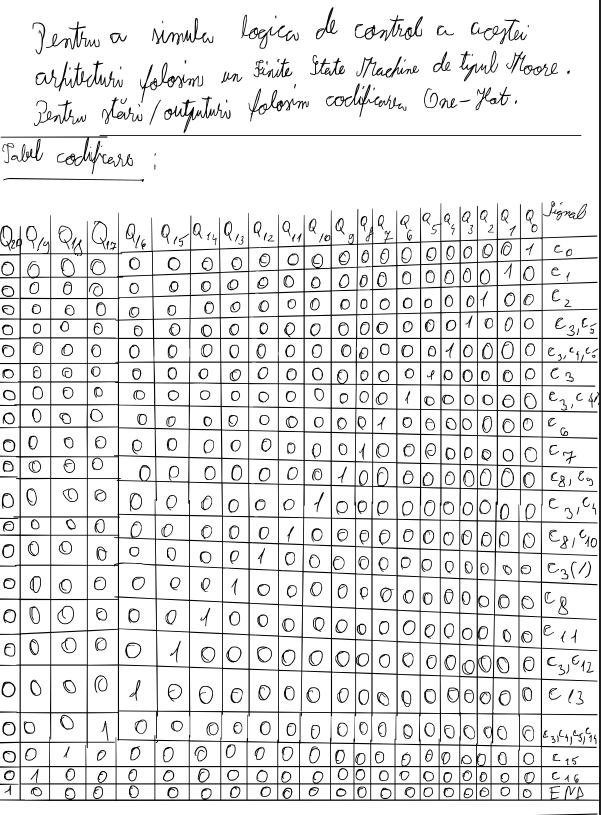 Pentru a simula logica de control a acestei
arhitecturi folosim un Finite State Machine de tipul Moore.
Pentru stări/outputuri folosim codificarea One-Hot.
Tabel codificare :
Q20 Q19 Q18 Q17 Q16 Q15 Q14 Q13 Q12 Q11 Q10 Q9 Q8 Q7 Q6 Q5 Q4 Q3 Q2 Q1 Q0 Signal
0 0 0 0 0 0 0 0 0 0 0 0 0 0 0 0 0 0 0 0 1 c0
0 0 0 0 0 0 0 0 0 0 0 0 0 0 0 0 0 0 0 1 0 c1
0 0 0 0 0 0 0 0 0 0 0 0 0 0 0 0 0 0 1 0 0 c2
0 0 0 0 0 0 0 0 0 0 0 0 0 0 0 0 0 1 0 0 0 c3,c5
0 0 0 0 0 0 0 0 0 0 0 0 0 0 0 0 1 0 0 0 0 c3,c4,c5
0 0 0 0 0 0 0 0 0 0 0 0 0 0 0 1 0 0 0 0 0 c3
0 0 0 0 0 0 0 0 0 0 0 0 0 0 1 0 0 0 0 0 0 c3,
0 0 0 0 0 0 0 0 0 0 0 0 0 1 0 0 0 0 0 0 0 c6
0 0 0 0 0 0 0 0 0 0 0 0 1 0 0 0 0 0 0 0 0 c7
0 0 0 0 0 0 0 0 0 0 0 1 0 0 0 0 0 0 0 0 0 c8,c9
0 0 0 0 0 0 0 0 0 0 1 0 0 0 0 0 0 0 0 0 0 c3,c4
0 0 0 0 0 0 0 0 0 1 0 0 0 0 0 0 0 0 0 0 0 c8,c10
0 0 0 0 0 0 0 0 1 0 0 0 0 0 0 0 0 0 0 0 0 c3(/)
0 0 0 0 0 0 0 1 0 0 0 0 0 0 0 0 0 0 0 0 0 c8
0 0 0 0 0 0 1 0 0 0 0 0 0 0 0 0 0 0 0 0 0 c11
0 0 0 0 0 1 0 0 0 0 0 0 0 0 0 0 0 0 0 0 0 c3,c12
0 0 0 0 1 0 0 0 0 0 0 0 0 0 0 0 0 0 0 0 0 c13
0 0 0 1 0 0 0 0 0 0 0 0 0 0 0 0 0 0 0 0 0 c3,c4,c5,c14
0 0 1 0 0 0 0 0 0 0 0 0 0 0 0 0 0 0 0 0 0 c15
0 1 0 0 0 0 0 0 0 0 0 0 0 0 0 0 0 0 0 0 0 c16
1 0 0 0 0 0 0 0 0 0 0 0 0 0 0 0 0 0 0 0 0 END